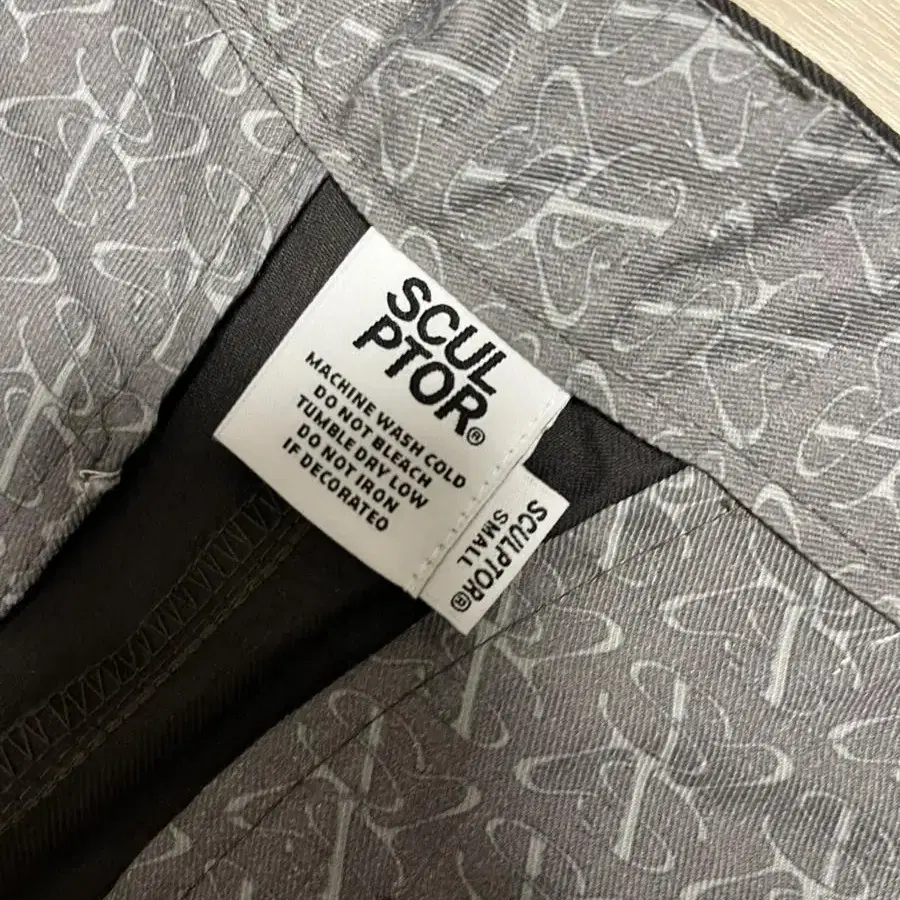 SCUL
PTOR®
MACHINE WASH COLD
DO NOT BLEACH
TUMBLE DRY LOW
DO NOT IRON
IF DECORATED
SCULPTOR®
SMALL